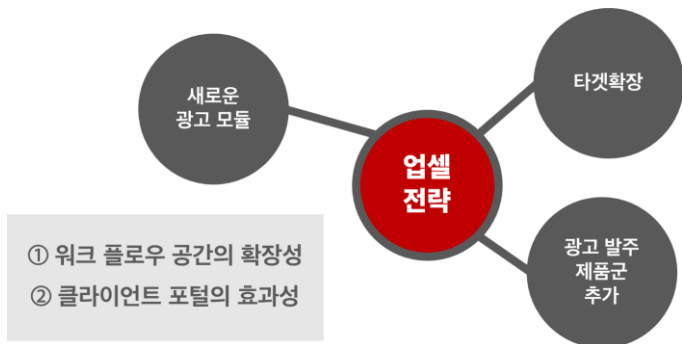 새로운
광고 모듈
타겟확장
업셀
전략
광고 발주
제품군
추가
① 워크 플로우 공간의 확장성
② 클라이언트 포털의 효과성